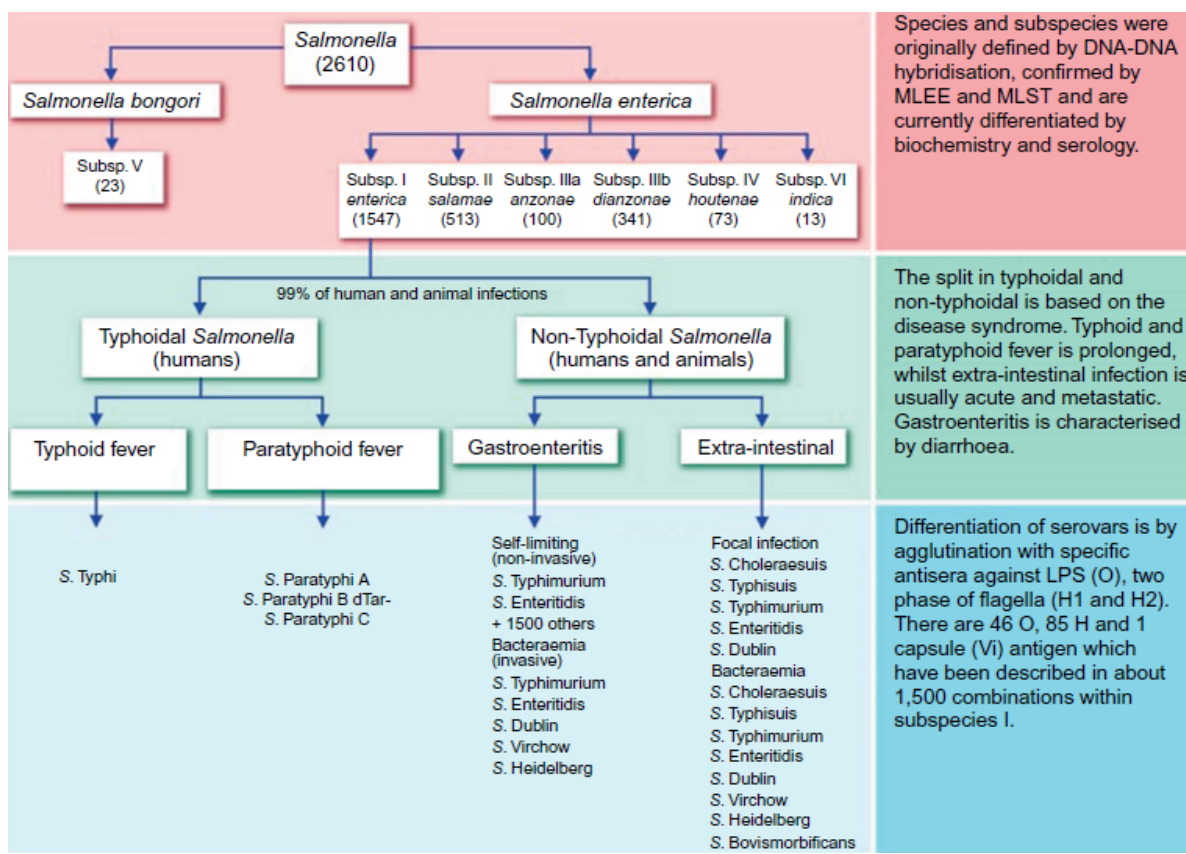 Salmonella
(2610)
Salmonella bongori
Salmonella enterica
Subsp. V
(23)
Subsp. I
enterica
(1547)
Subsp. II
salamae
(513)
Subsp. IIIa
anzonae
(100)
Subsp. IIIb
dianzonae
(341)
Subsp. IV
houtenae
(73)
Subsp. VI
indica
(13)
Species and subspecies were
originally defined by DNA-DNA
hybridisation, confirmed by
MLEE and MLST and are
currently differentiated by
biochemistry and serology.
99% of human and animal infections
Typhoidal Salmonella
(humans)
Non-Typhoidal Salmonella
(humans and animals)
Typhoid fever
Paratyphoid fever
Gastroenteritis
Extra-intestinal
The split in typhoidal and
non-typhoidal is based on the
disease syndrome. Typhoid and
paratyphoid fever is prolonged,
whilst extra-intestinal infection is
usually acute and metastatic.
Gastroenteritis is characterised
by diarrhoea.
S. Typhi
S. Paratyphi A
S. Paratyphi B dTar-
S. Paratyphi C
Self-limiting
(non-invasive)
S. Typhimurium
S. Enteritidis
+ 1500 others
Bacteraemia
(invasive)
S. Typhimurium
S. Enteritidis
S. Dublin
S. Virchow
S. Heidelberg
Focal infection
S. Choleraesuis
S. Typhisuis
S. Typhimurium
S. Enteritidis
S. Dublin
Bacteraemia
S. Choleraesuis
S. Typhisuis
S. Typhimurium
S. Enteritidis
S. Dublin
S. Virchow
S. Heidelberg
S. Bovismorbificans
Differentiation of serovars is by
agglutination with specific
antisera against LPS (O), two
phase of flagella (H1 and H2).
There are 46 O, 85 H and 1
capsule (Vi) antigen which
have been described in about
1,500 combinations within
subspecies I.